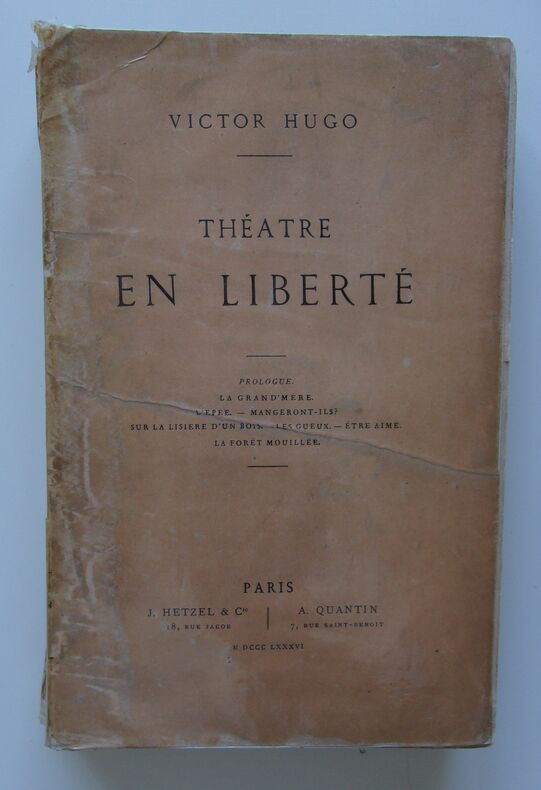 VICTOR HUGO
THÉATRE
EN LIBERTÉ
PROLOGUE.
LA GRAND'MÈRE.
L'ÉPÉE. — MANGERONT-ILS?
SUR LA LISIÈRE D'UN BOIS. — LES GUEUX. — ÊTRE AIMÉ.
LA FORÊT MOUILLÉE.
PARIS
J. HETZEL & Cie | A. QUANTIN
18, RUE JACOB 7, RUE SAINT-BENOIT
M DCCC LXXXVI